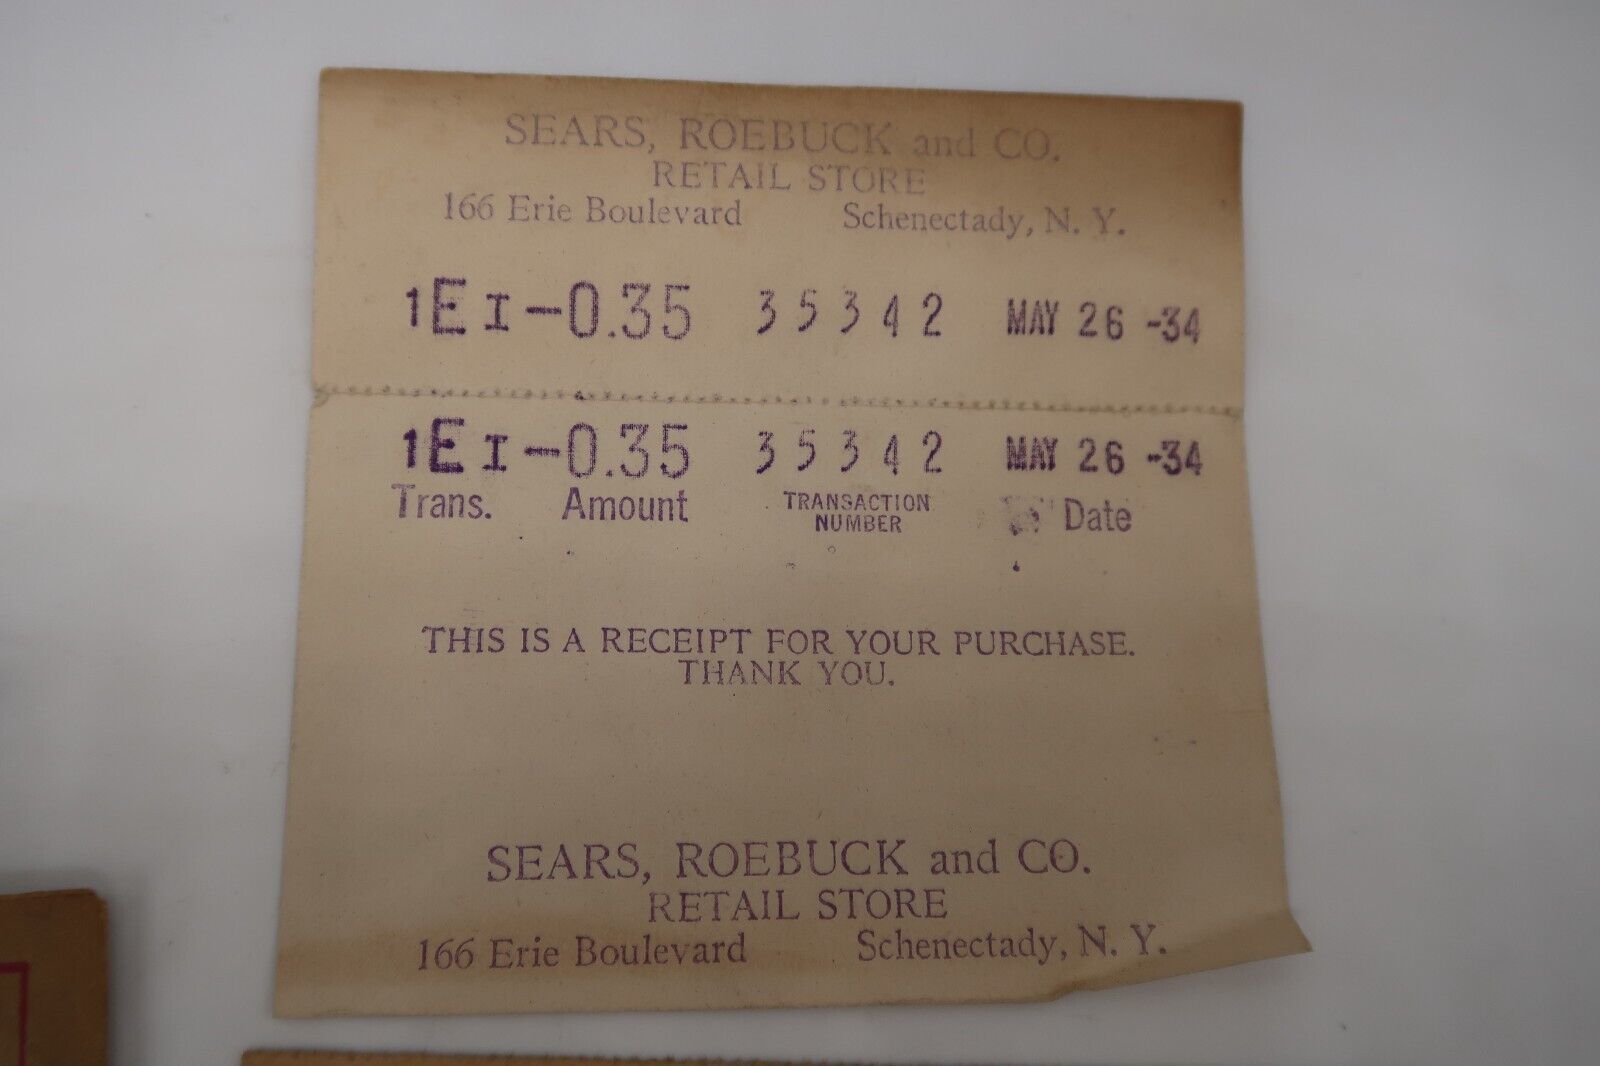 SEARS, ROEBUCK and CO.
RETAIL STORE
166 Erie Boulevard Schenectady, N. Y.
1 E I -0.35 35342 MAY 26 -34
1 E I -0.35 35342 MAY 26 -34
Trans. Amount TRANSACTION NUMBER Date
THIS IS A RECEIPT FOR YOUR PURCHASE.
THANK YOU.
SEARS, ROEBUCK and CO.
RETAIL STORE
166 Erie Boulevard Schenectady, N. Y.